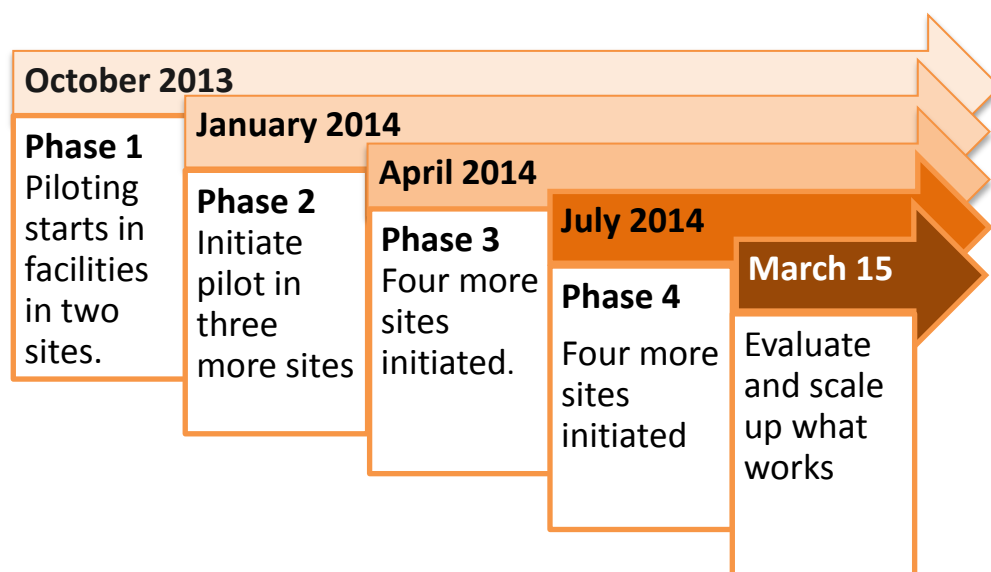 October 2013
Phase 1
Piloting
starts in
facilities
in two
sites.
January 2014
Phase 2
Initiate
pilot in
three
more sites
April 2014
Phase 3
Four more
sites
initiated.
July 2014
Phase 4
Four more
sites
initiated
March 15
Evaluate
and scale
up what
works